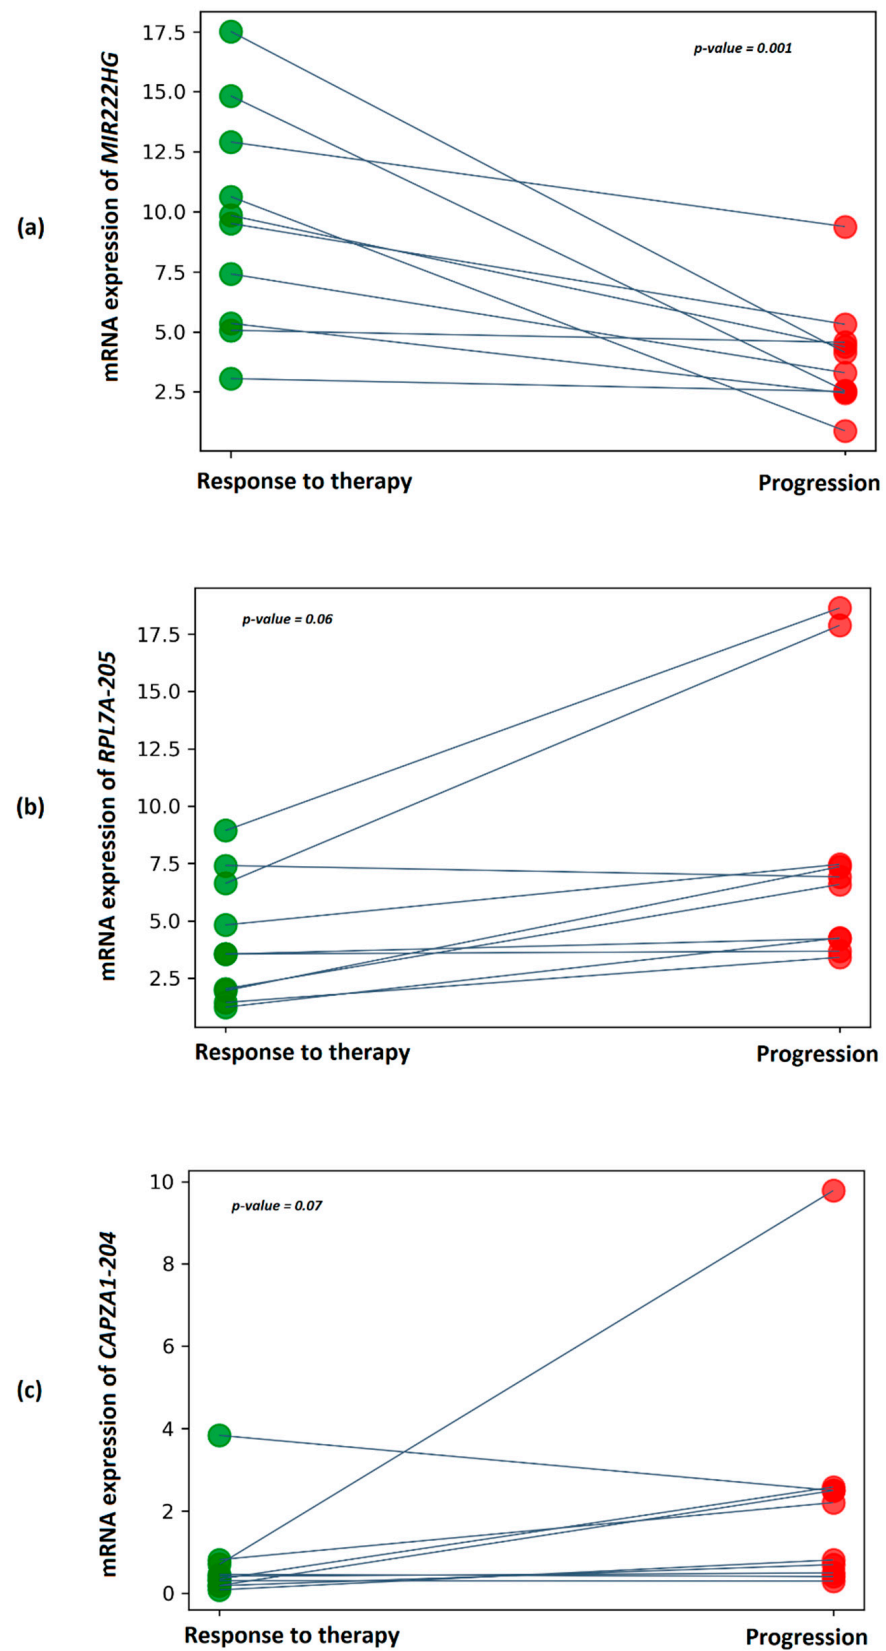 (a)
mRNA expression of MIR222HG
17.5
15.0
12.5
10.0
7.5
5.0
2.5
p-value = 0.001
Response to therapy
Progression
(b)
mRNA expression of RPL7A-205
17.5
15.0
12.5
10.0
7.5
5.0
2.5
p-value = 0.06
Response to therapy
Progression
(c)
mRNA expression of CAPZA1-204
10
8
6
4
2
0
p-value = 0.07
Response to therapy
Progression